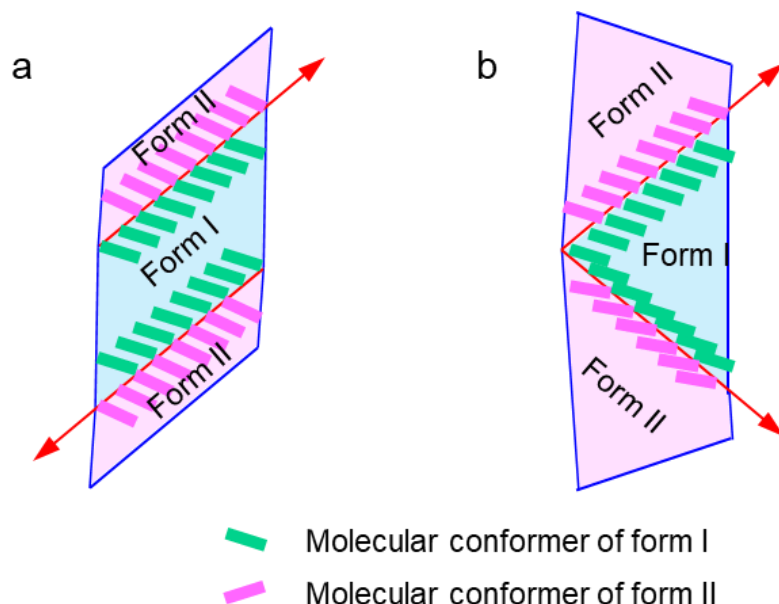 a
Form II
Form I
Form II
b
Form II
Form I
Form II
Molecular conformer of form I
Molecular conformer of form II